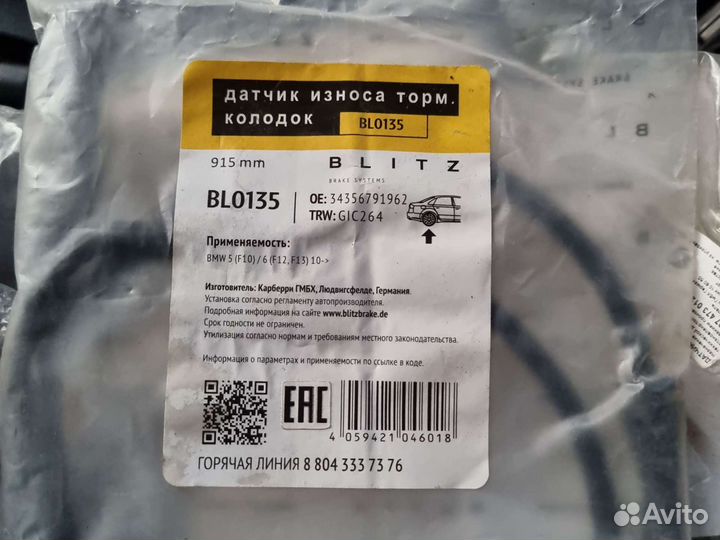 датчик износа торм.
колодок BL0135
915 mm BLITZ
BRAKE SYSTEMS
BL0135 OE: 34356791962
TRW: GIC264
Применяемость:
BMW 5 (F10) / 6 (F12, F13) 10->
Изготовитель: Карберри ГМБХ, Людвигсфелде, Германия.
Установка согласно регламенту автопроизводителя.
Подробная информация на сайте www.blitzbrake.de
Срок годности не ограничен.
Утилизация согласно нормам и требованиям местного законодательства.
Информация о параметрах и применяемости по ссылке в коде.
EAC
4 059421 046018
ГОРЯЧАЯ ЛИНИЯ 8 804 333 73 76
Avito